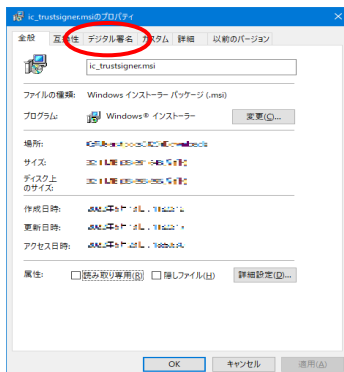 ic_trustsigner.msiのプロパティ
全般 互換性 デジタル署名 カスタム 詳細 以前のバージョン
ic_trustsigner.msi
ファイルの種類: Windows インストーラー パッケージ (.msi)
プログラム: Windows® インストーラー 変更(C)...
場所:
サイズ:
ディスク上
のサイズ:
作成日時:
更新日時:
アクセス日時:
属性: 読み取り専用(R) 隠しファイル(H) 詳細設定(D)...
OK キャンセル 適用(A)